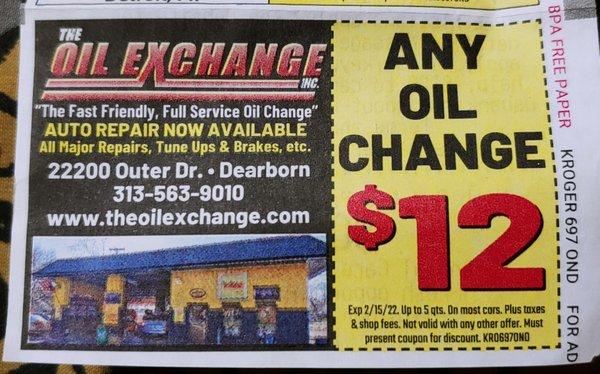 THE
OIL EXCHANGE
INC.
"The Fast Friendly, Full Service Oil Change"
AUTO REPAIR NOW AVAILABLE
All Major Repairs, Tune Ups & Brakes, etc.
22200 Outer Dr. • Dearborn
313-563-9010
www.theoilexchange.com
ANY
OIL
CHANGE
$12
Exp 2/15/22. Up to 5 qts. On most cars. Plus taxes
& shop fees. Not valid with any other offer. Must
present coupon for discount. KRO6970ND
BPA FREE PAPER KROGER 697 OND FOR AD